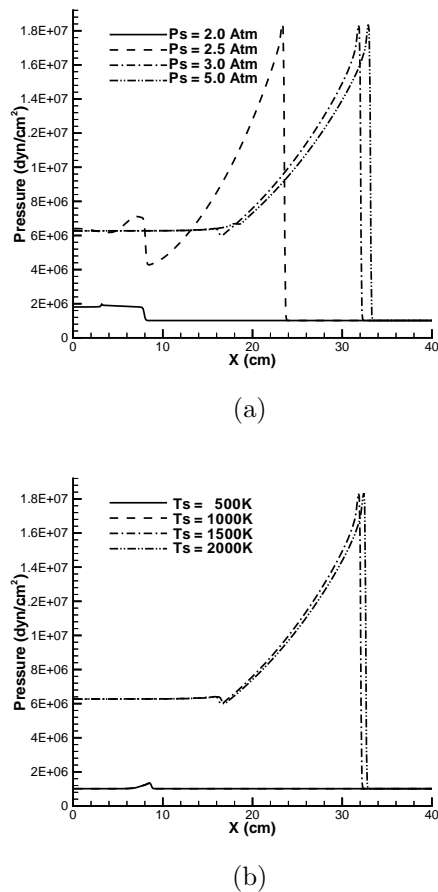 Ps = 2.0 Atm
Ps = 2.5 Atm
Ps = 3.0 Atm
Ps = 5.0 Atm
1.8E+07
1.6E+07
1.4E+07
1.2E+07
1E+07
8E+06
6E+06
4E+06
2E+06
0
Pressure (dyn/cm²)
0 10 20 30 40
X (cm)
(a)
Ts = 500K
Ts = 1000K
Ts = 1500K
Ts = 2000K
1.8E+07
1.6E+07
1.4E+07
1.2E+07
1E+07
8E+06
6E+06
4E+06
2E+06
0
Pressure (dyn/cm²)
0 10 20 30 40
X (cm)
(b)